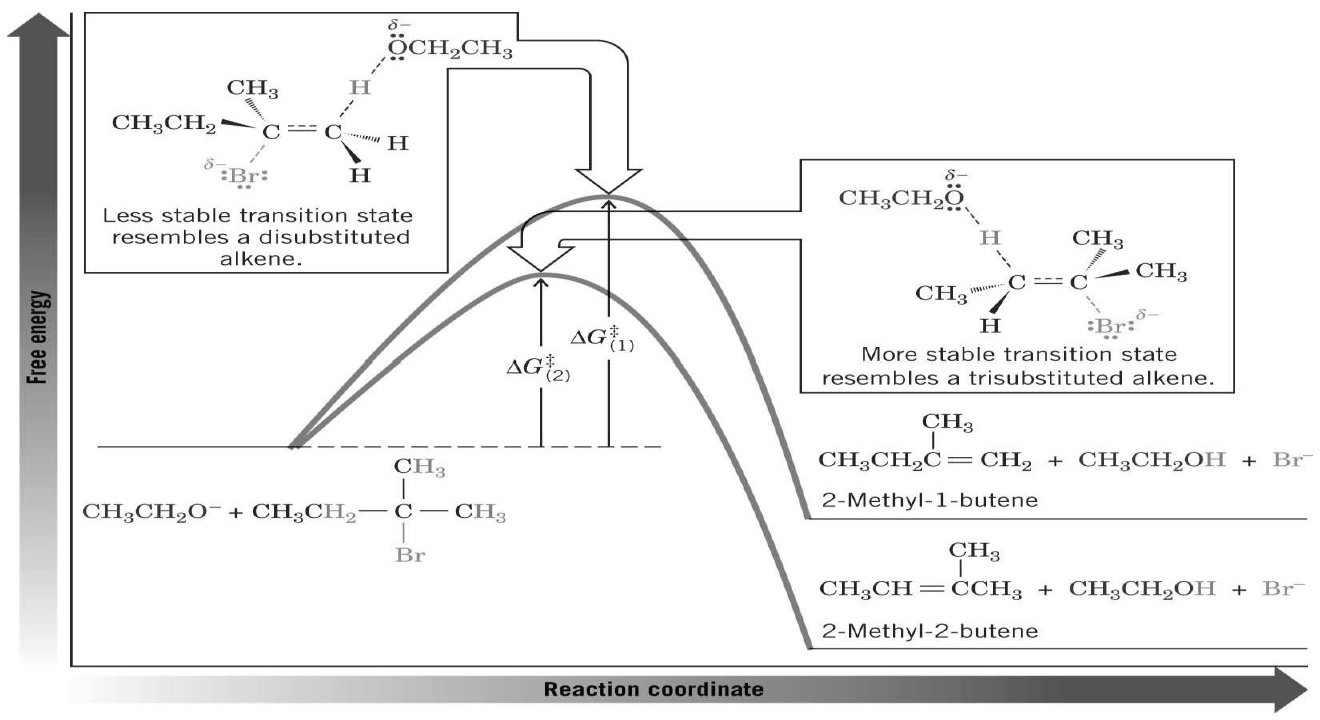 Free energy
δ−
ÖCH₂CH₃
H
CH₃
CH₃CH₂
C
C
H
H
δ−
:Br:
Less stable transition state
resembles a disubstituted
alkene.
δ−
CH₃CH₂Ö
H
CH₃
CH₃
CH₃
C
C
H
:Br: δ−
More stable transition state
resembles a trisubstituted alkene.
ΔG‡(1)
ΔG‡(2)
CH₃
CH₃CH₂C=CH₂ + CH₃CH₂OH + Br⁻
2-Methyl-1-butene
CH₃
CH₃CH₂O⁻ + CH₃CH₂—C—CH₃
Br
CH₃
CH₃CH=CCH₃ + CH₃CH₂OH + Br⁻
2-Methyl-2-butene
Reaction coordinate